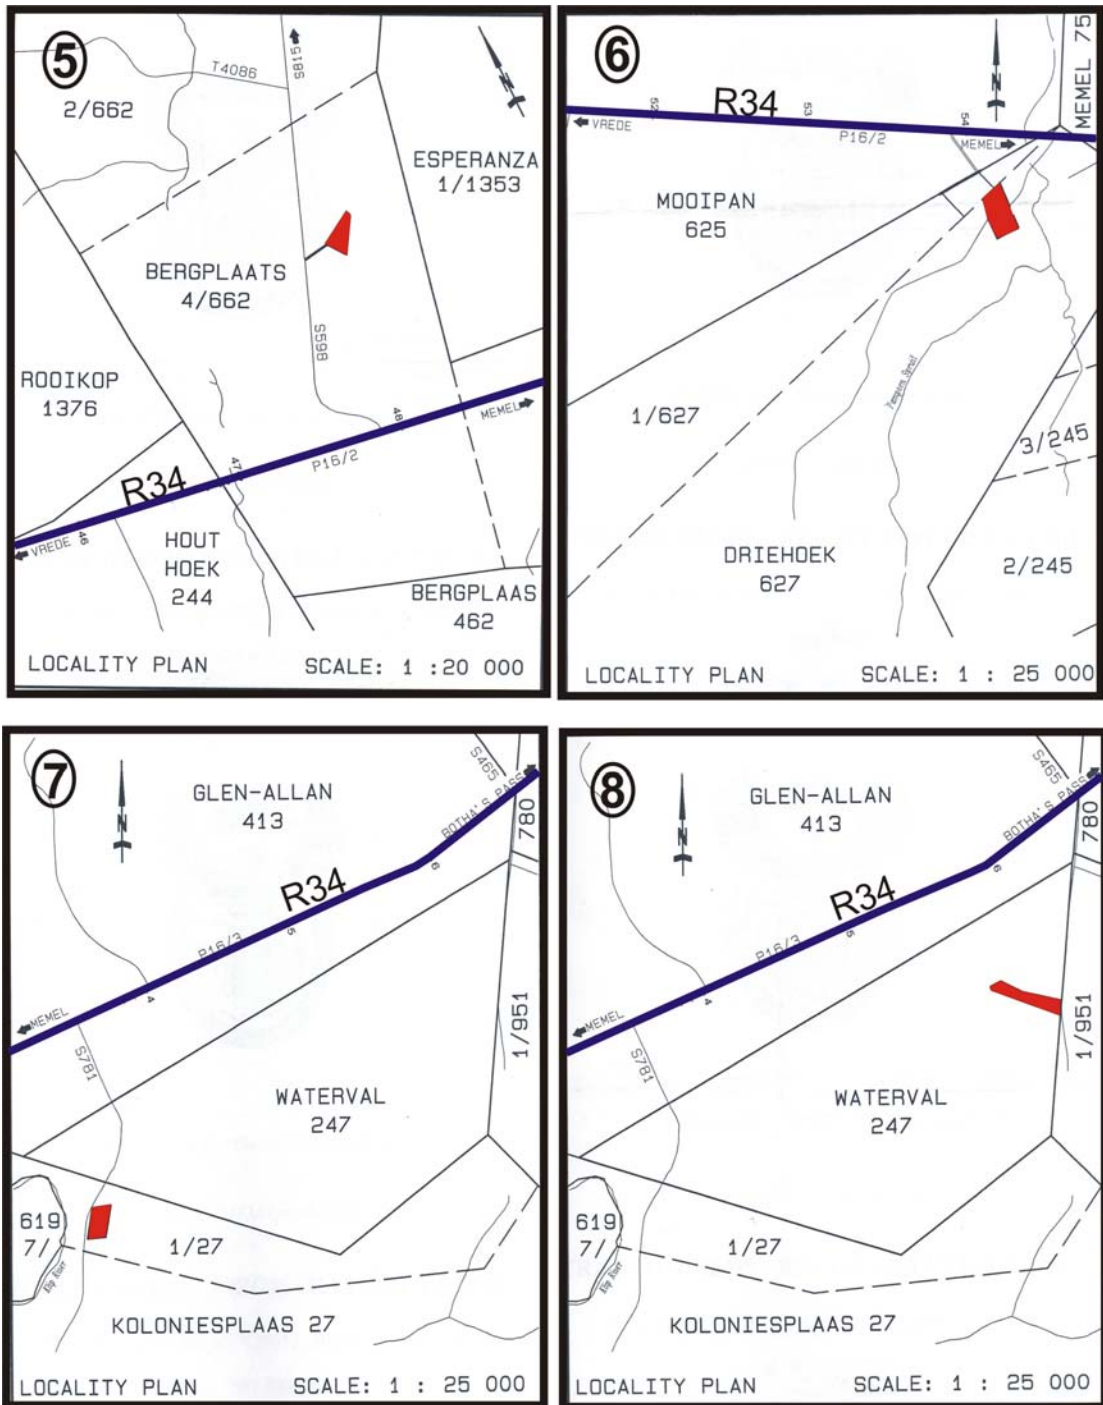 5
T4086
S815
N
2/662
ESPERANZA
1/1353
BERGPLAATS
4/662
S598
ROOIKOP
1376
48
MEMEL
P16/2
47
R34
46
VREDE
HOUT
HOEK
244
BERGPLAAS
462
LOCALITY PLAN
SCALE: 1 :20 000
6
N
MEMEL 75
52
R34
53
54
VREDE
P16/2
MEMEL
MOOIPAN
625
1/627
3/245
DRIEHOEK
627
2/245
LOCALITY PLAN
SCALE: 1 : 25 000
7
N
GLEN-ALLAN
413
S465
BOTHA'S PASS
780
6
R34
5
P16/3
4
MEMEL
S781
1/951
WATERVAL
247
619
7/
1/27
Klip River
KOLONIESPLAAS 27
LOCALITY PLAN
SCALE: 1 : 25 000
8
N
GLEN-ALLAN
413
S465
BOTHA'S PASS
780
6
R34
5
P16/3
4
MEMEL
S781
1/951
WATERVAL
247
619
7/
1/27
Klip River
KOLONIESPLAAS 27
LOCALITY PLAN
SCALE: 1 : 25 000